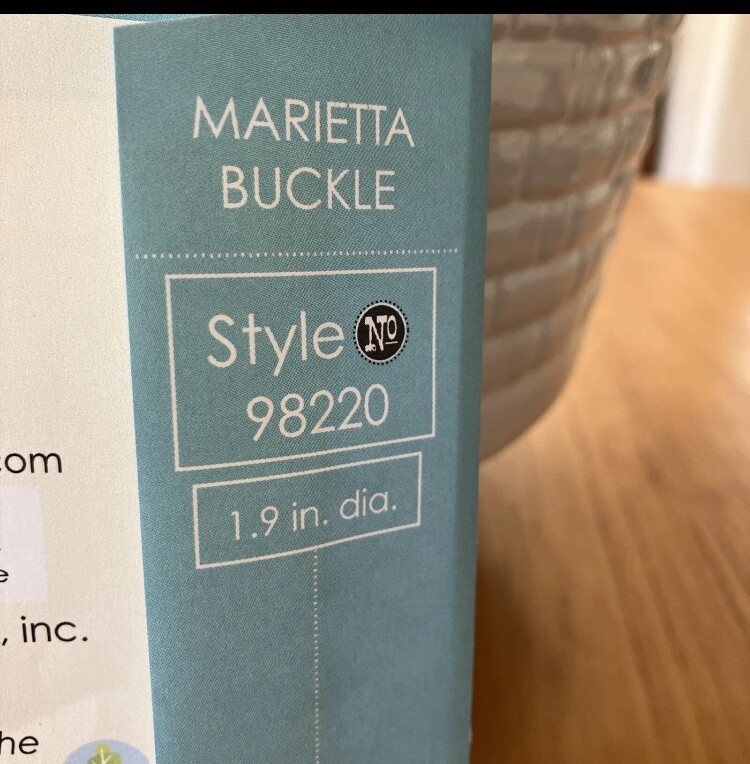 MARIETTA
BUCKLE
Style No
98220
1.9 in. dia.
com
e
, inc.
he